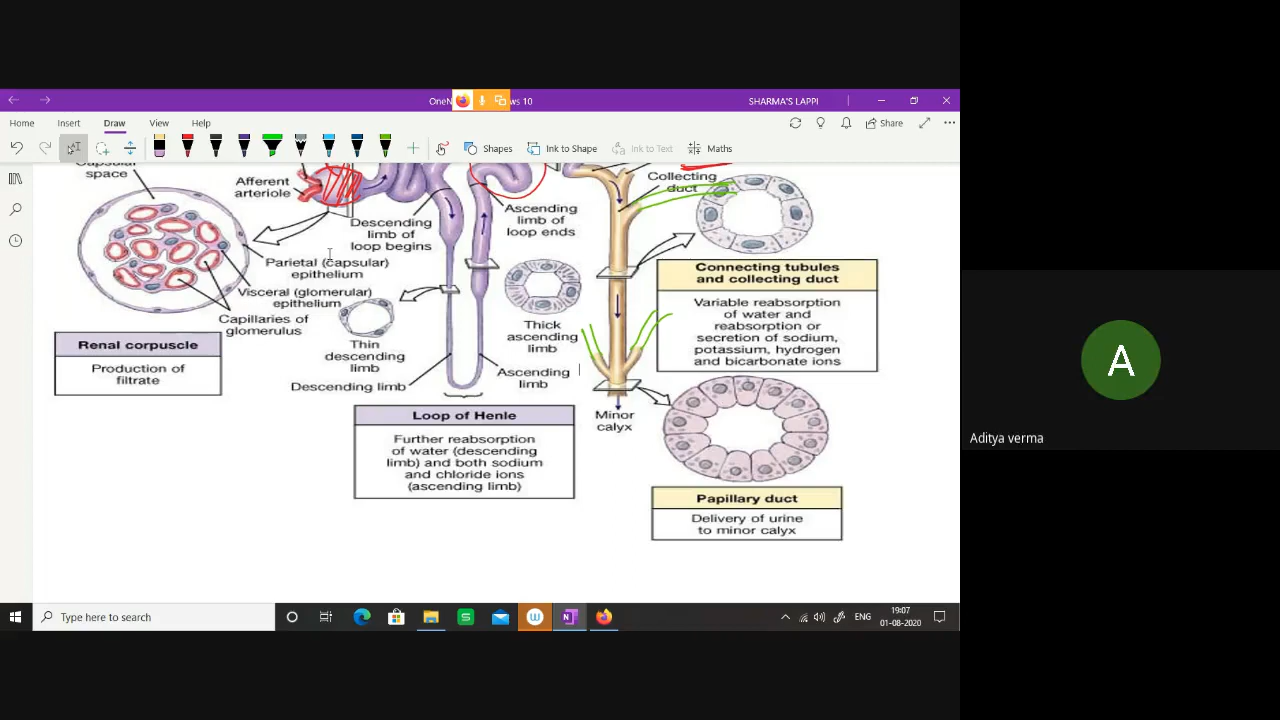 OneN
ws 10
SHARMA'S LAPPI
Home
Insert
Draw
View
Help
Share
Shapes
Ink to Shape
Ink to Text
Maths
Capsular
space
Afferent
arteriole
Descending
limb of
loop begins
Ascending
limb of
loop ends
Collecting
duct
Parietal (capsular)
epithelium
Visceral (glomerular)
epithelium
Capillaries of
glomerulus
Renal corpuscle
Production of
filtrate
Thin
descending
limb
Descending limb
Thick
ascending
limb
Ascending
limb
Loop of Henle
Further reabsorption
of water (descending
limb) and both sodium
and chloride ions
(ascending limb)
Connecting tubules
and collecting duct
Variable reabsorption
of water and
reabsorption or
secretion of sodium,
potassium, hydrogen
and bicarbonate ions
Minor
calyx
Papillary duct
Delivery of urine
to minor calyx
A
Aditya verma
Type here to search
ENG
19:07
01-08-2020